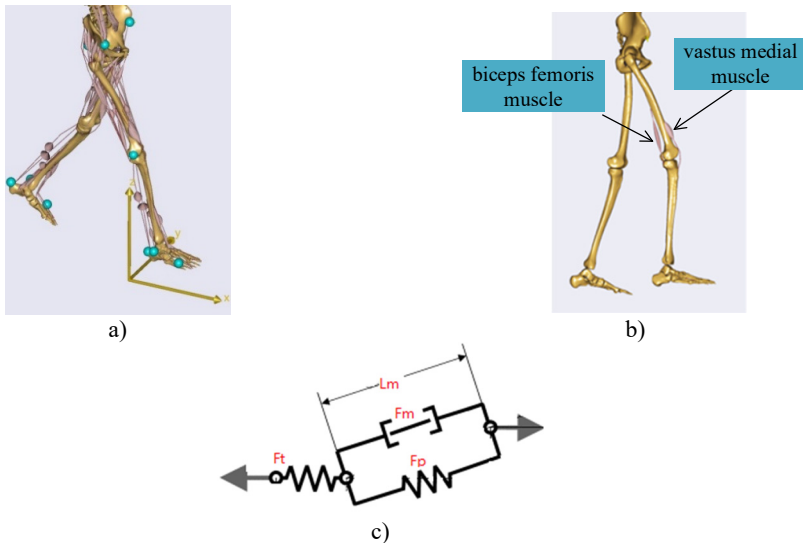 z
y
x
a)
biceps femoris
muscle
vastus medial
muscle
b)
Lm
Fm
Ft
Fp
c)